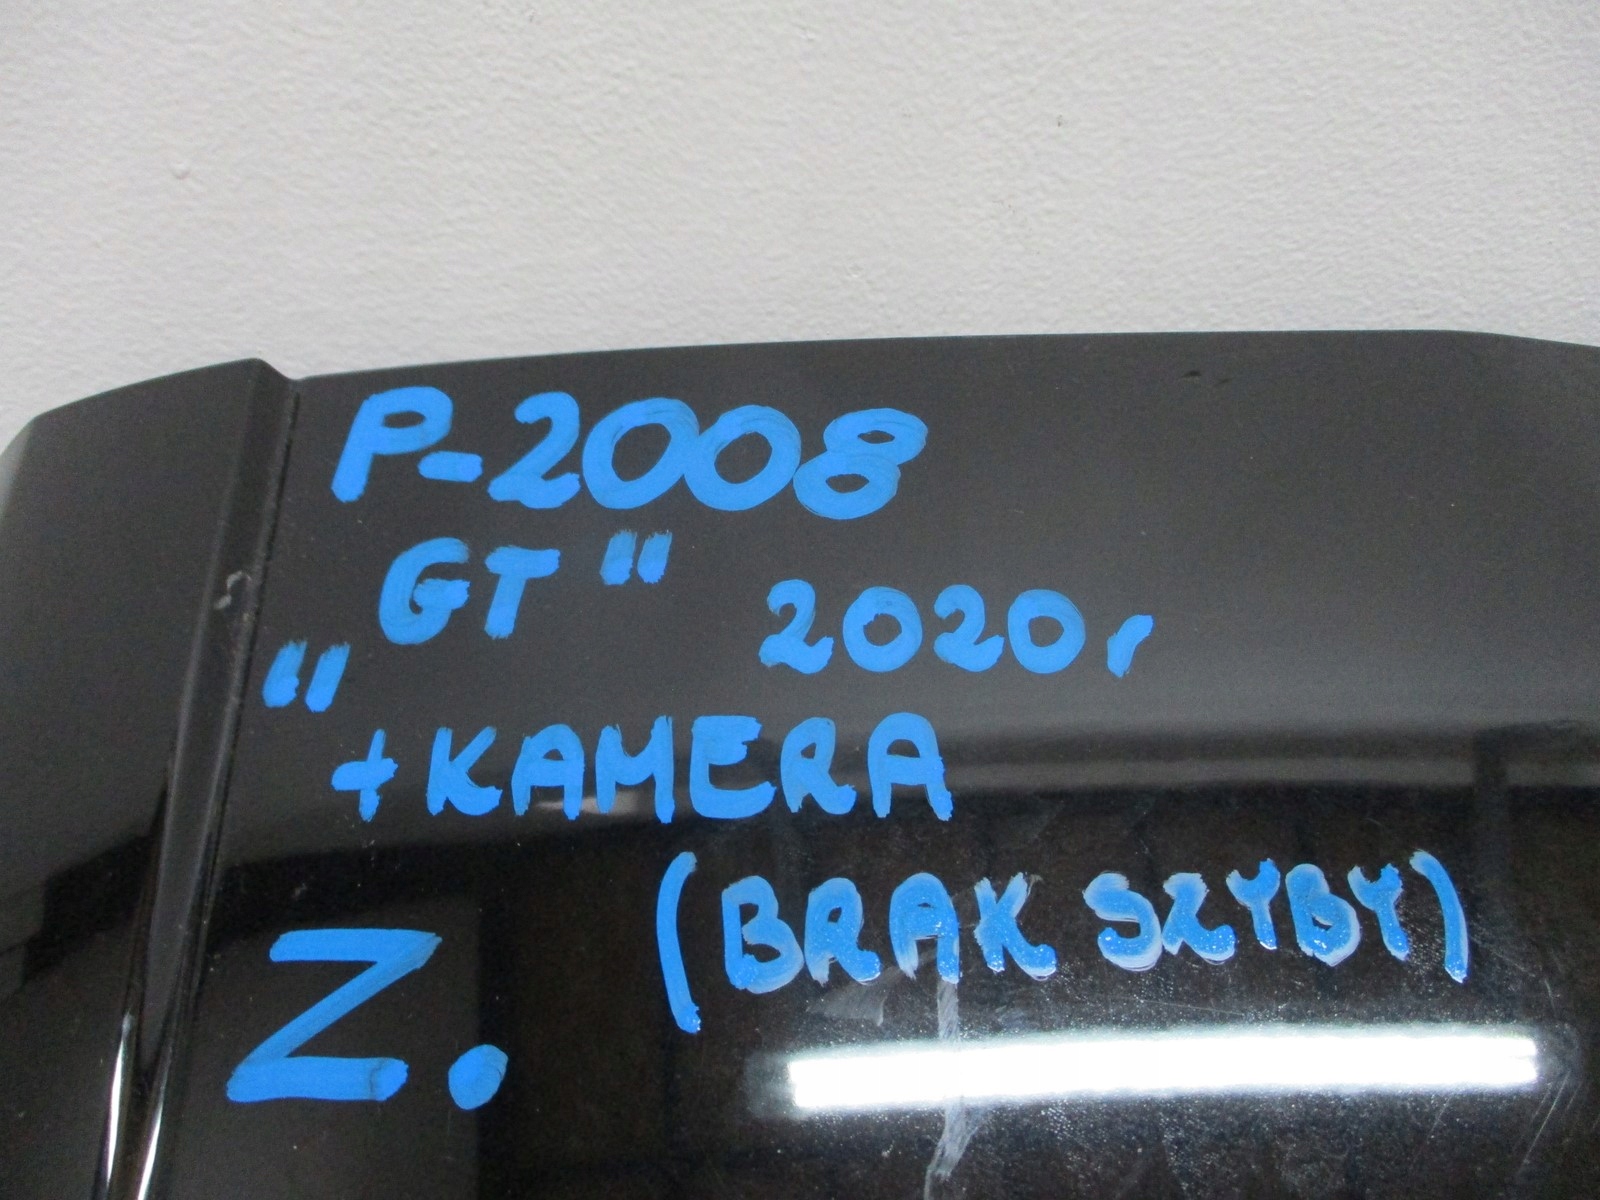 P-2008
"GT" 2020r
+KAMERA
(BRAK SZYBY)
Z.